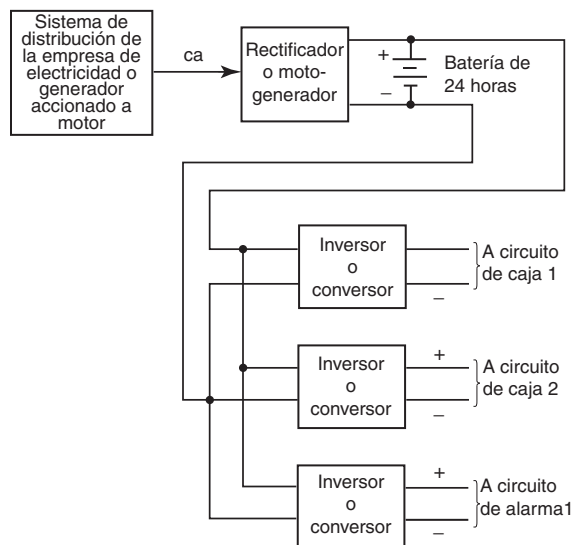 Sistema de
distribución de
la empresa de
electricidad o
generador
accionado a
motor
ca
Rectificador
o moto-
generador
+
–
Batería de
24 horas
Inversor
o
conversor
–
A circuito
de caja 1
Inversor
o
conversor
+
–
A circuito
de caja 2
Inversor
o
conversor
+
–
A circuito
de alarma1